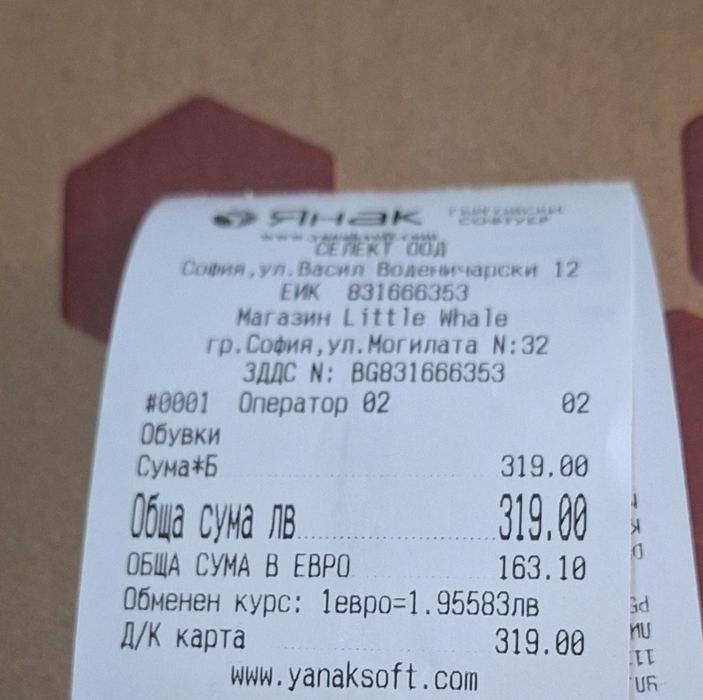 Янак ТЪРГОВСКИ СОФТУЕР
СЕЛЕКТ ООД
София,ул.Васил Воденичарски 12
ЕИК 831666353
Магазин Little Whale
гр.София,ул.Могилата N:32
ЗДДС N: BG831666353
#0001 Оператор 02 02
Обувки
Сума*Б 319.00
Обща сума лв 319.00
ОБЩА СУМА В ЕВРО 163.10
Обменен курс: 1евро=1.95583лв
Д/К карта 319.00
www.yanaksoft.com